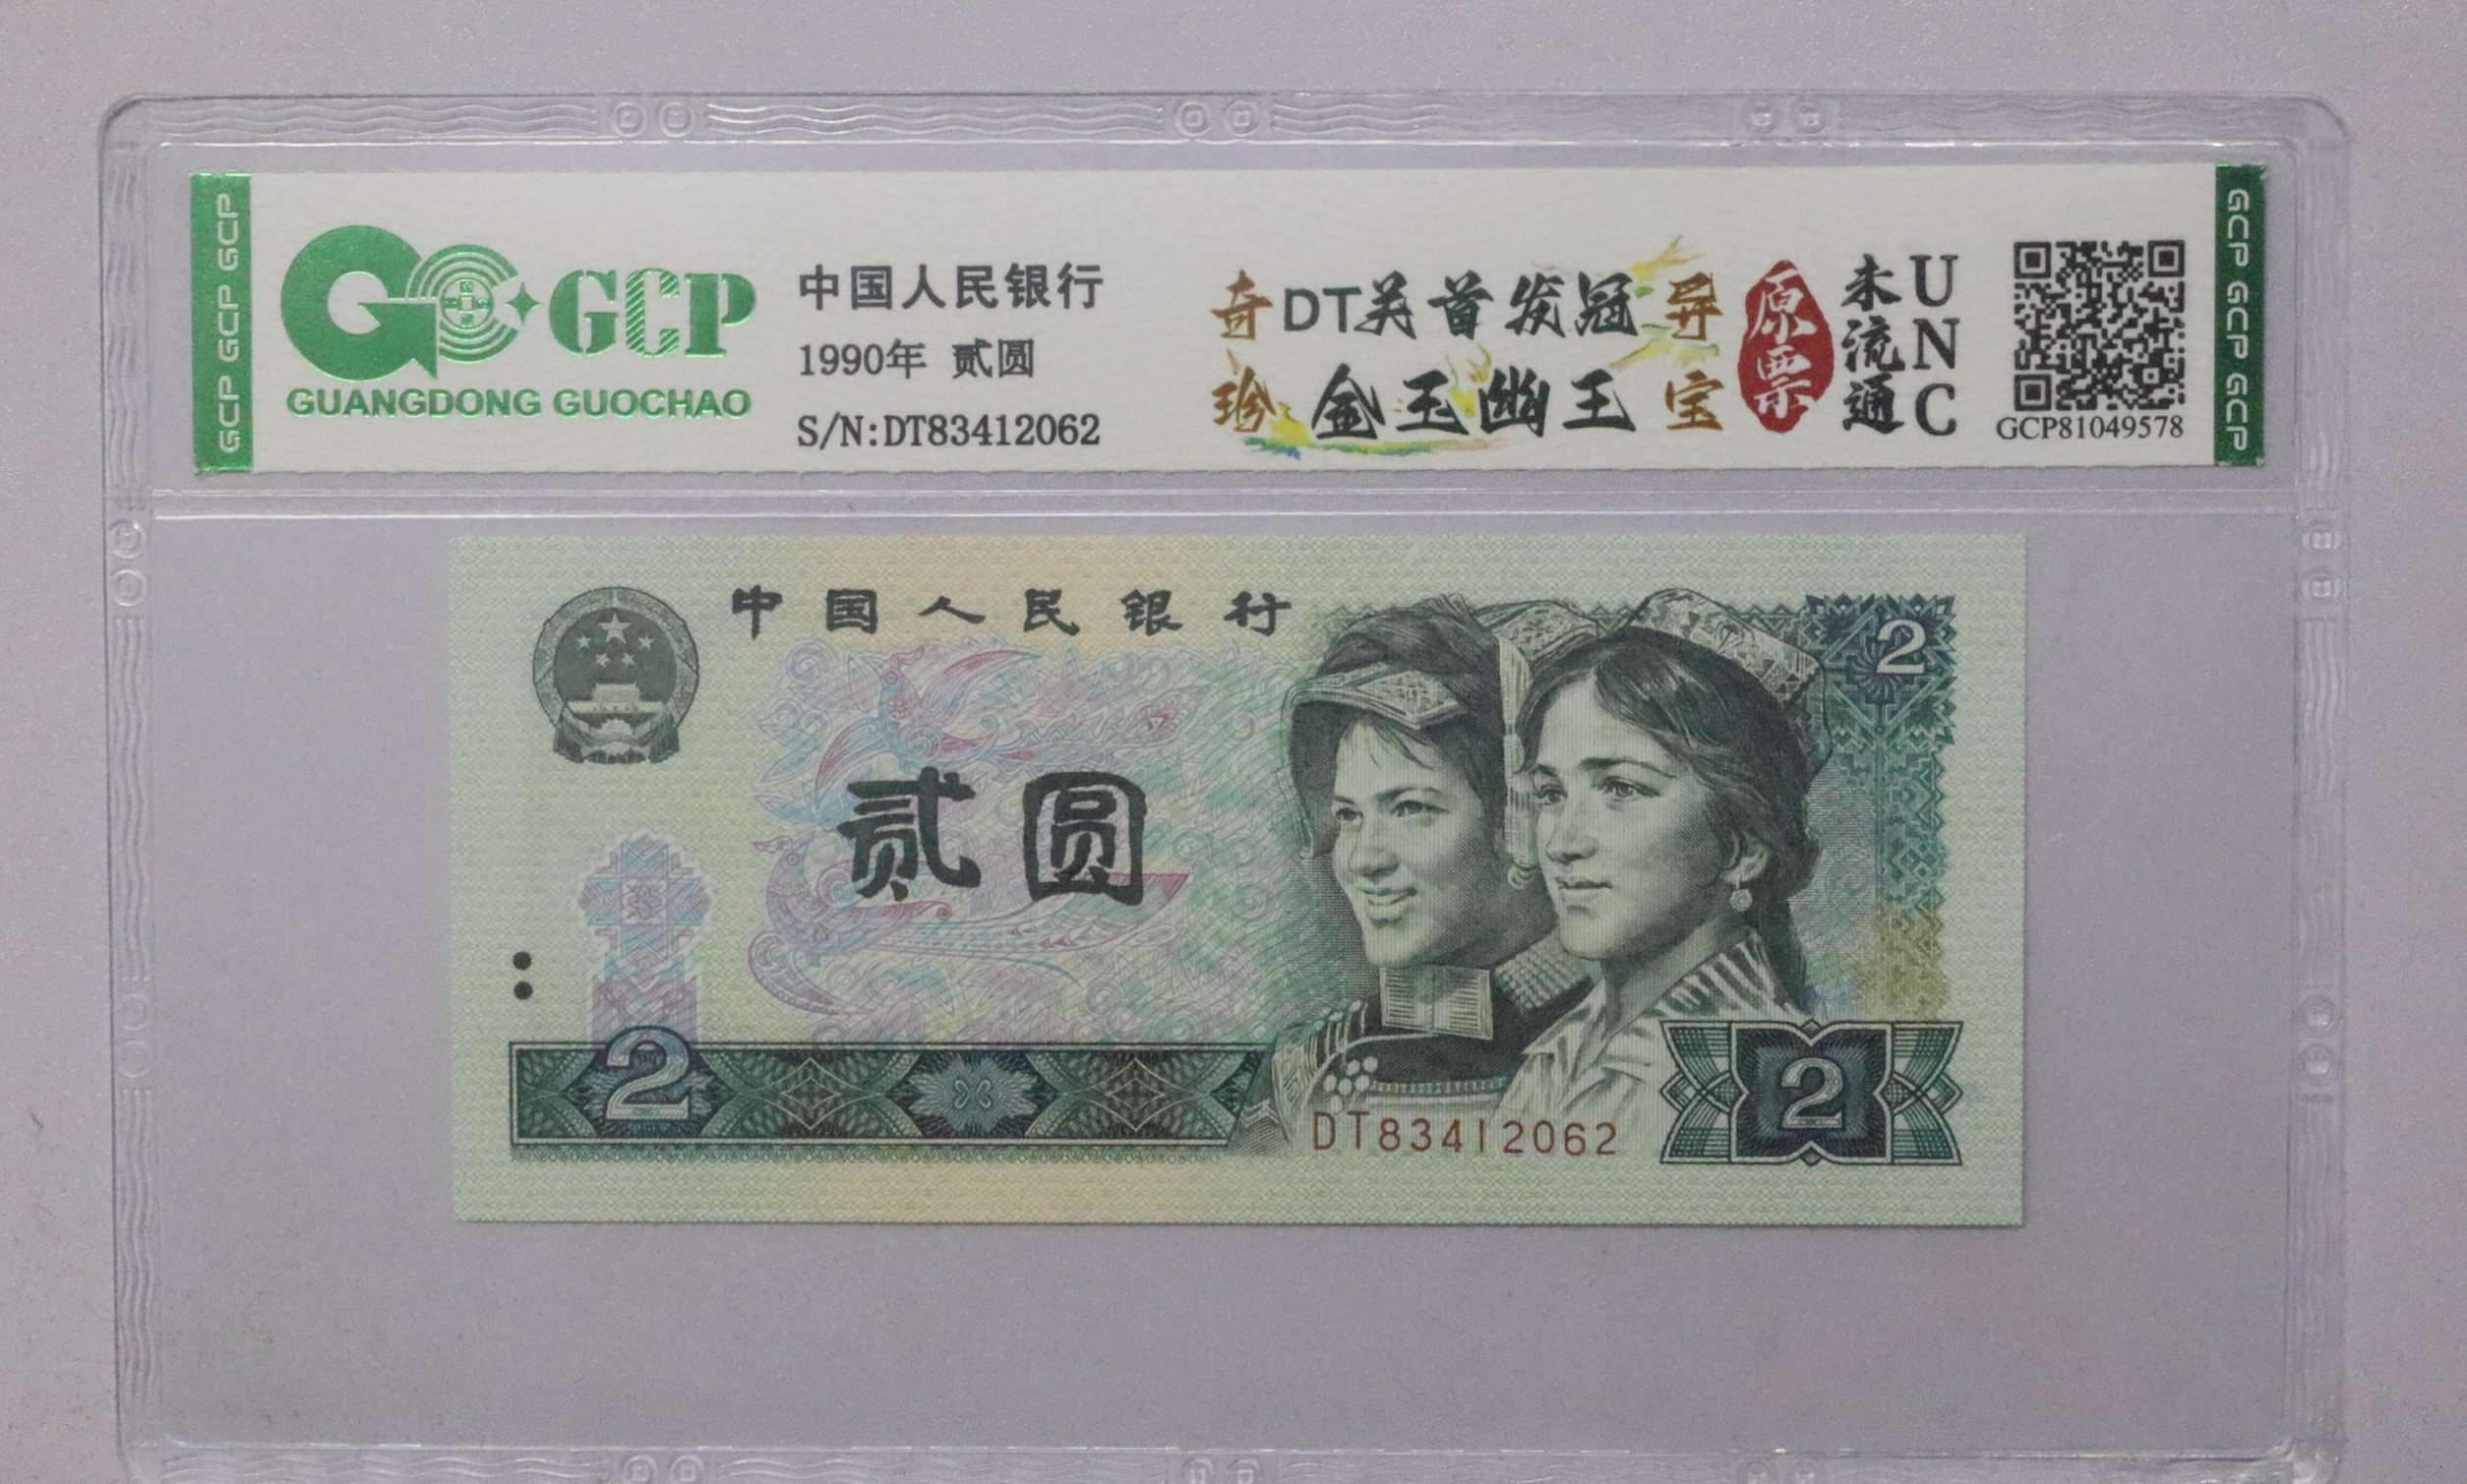 GCP GCP GCP
GCP
GUANGDONG GUOCHAO
中国人民银行
1990年 贰圆
S/N:DT83412062
奇 DT关首发冠 异
珍 金玉幽王 宝
原票
未流通
UNC
GCP81049578
GCP GCP GCP
中国人民银行
2
贰圆
2
2
DT83412062